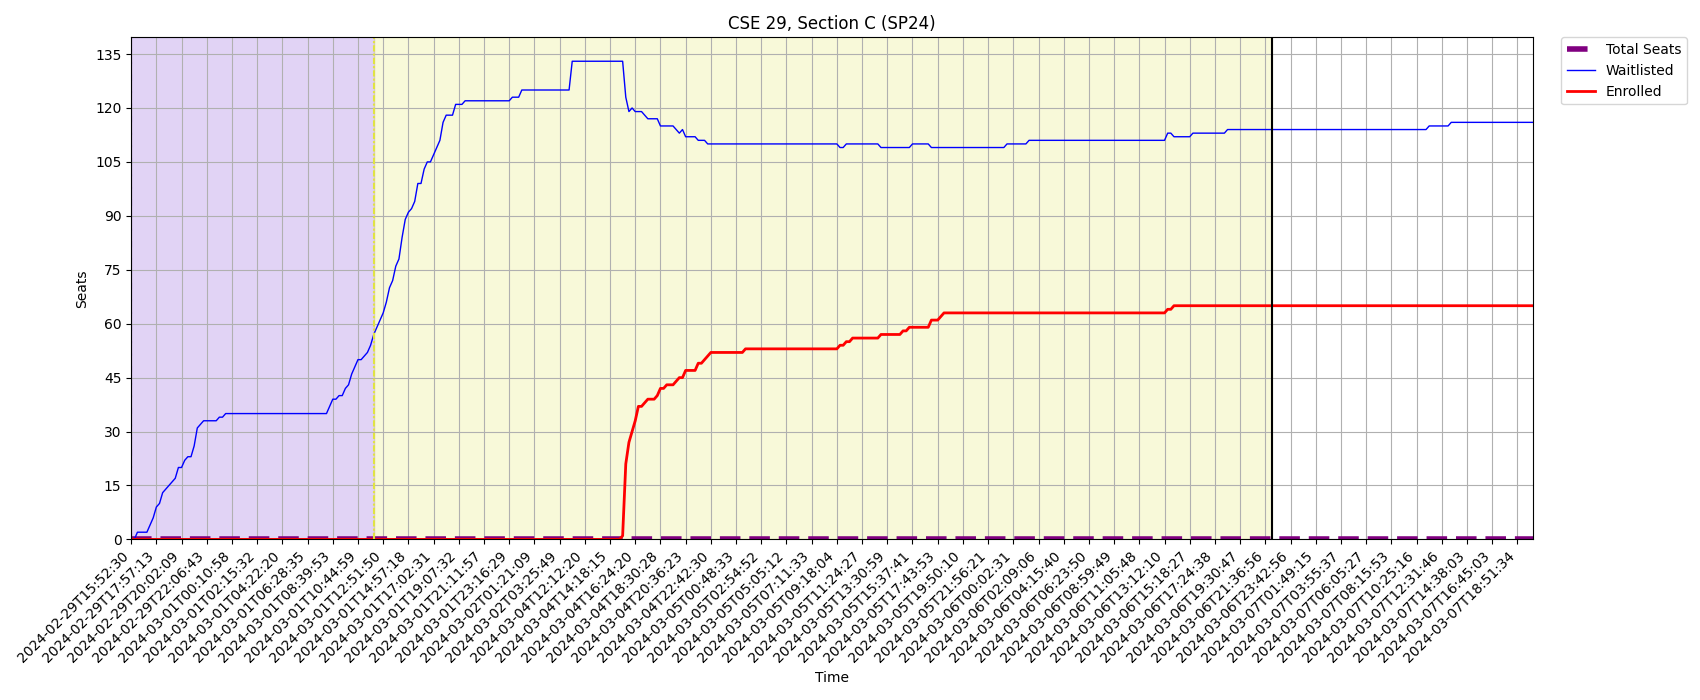 CSE 29, Section C (SP24)
Total Seats
Waitlisted
Enrolled
Seats
135
120
105
90
75
60
45
30
15
0
2024-02-29T15:52:30
2024-02-29T17:57:13
2024-02-29T20:02:09
2024-02-29T22:06:43
2024-03-01T00:10:58
2024-03-01T02:15:32
2024-03-01T04:22:20
2024-03-01T06:28:35
2024-03-01T08:39:53
2024-03-01T10:44:59
2024-03-01T12:51:50
2024-03-01T14:57:18
2024-03-01T17:02:31
2024-03-01T19:07:32
2024-03-01T21:11:57
2024-03-01T23:16:29
2024-03-02T01:21:09
2024-03-02T03:25:49
2024-03-04T12:12:20
2024-03-04T14:18:15
2024-03-04T16:24:20
2024-03-04T18:30:28
2024-03-04T20:36:23
2024-03-04T22:42:30
2024-03-05T00:48:33
2024-03-05T02:54:52
2024-03-05T05:05:12
2024-03-05T07:11:33
2024-03-05T09:18:04
2024-03-05T11:24:27
2024-03-05T13:30:59
2024-03-05T15:37:41
2024-03-05T17:43:53
2024-03-05T19:50:10
2024-03-05T21:56:21
2024-03-06T00:02:31
2024-03-06T02:09:06
2024-03-06T04:15:40
2024-03-06T06:23:50
2024-03-06T08:59:49
2024-03-06T11:05:48
2024-03-06T13:12:10
2024-03-06T15:18:27
2024-03-06T17:24:38
2024-03-06T19:30:47
2024-03-06T21:36:56
2024-03-06T23:42:56
2024-03-07T01:49:15
2024-03-07T03:55:37
2024-03-07T06:05:27
2024-03-07T08:15:53
2024-03-07T10:25:16
2024-03-07T12:31:46
2024-03-07T14:38:03
2024-03-07T16:45:03
2024-03-07T18:51:34
Time